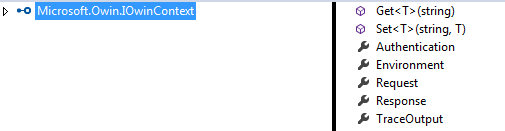 Microsoft.Owin.IOwinContext
Get<T>(string)
Set<T>(string, T)
Authentication
Environment
Request
Response
TraceOutput